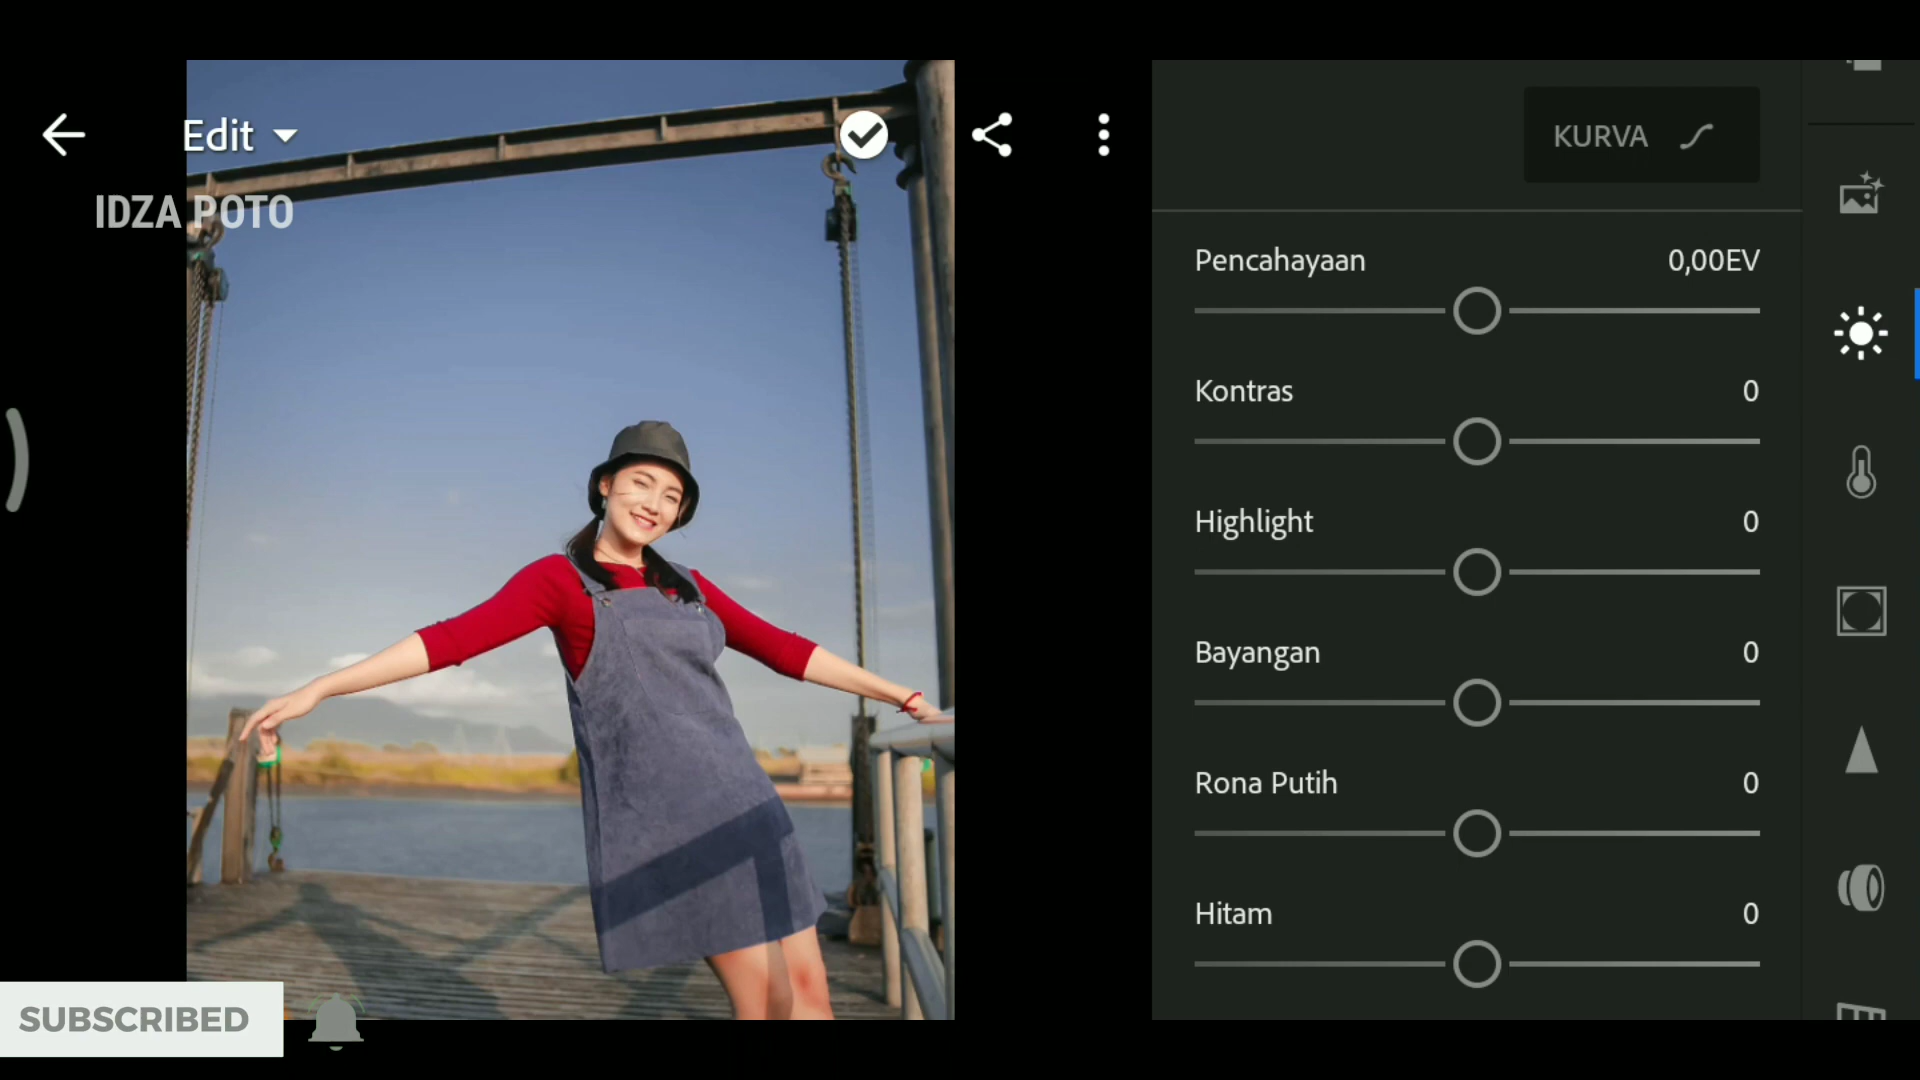 Edit
KURVA
IDZA POTO
Pencahayaan 0,00EV
Kontras 0
Highlight 0
Bayangan 0
Rona Putih 0
Hitam 0
SUBSCRIBED